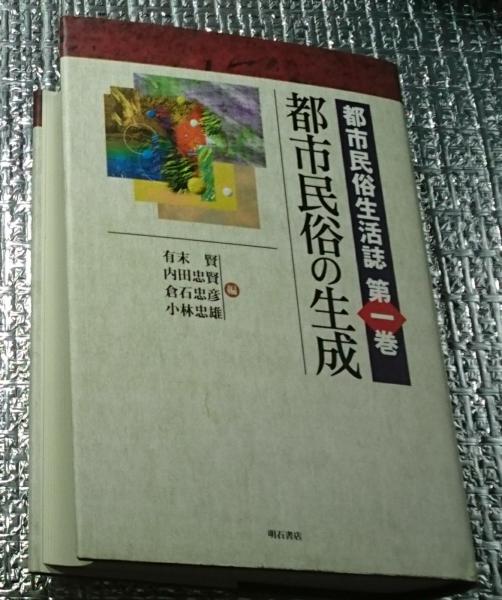 都市民俗生活誌 第一巻
都市民俗の生成
有末 賢
内田忠賢
倉石忠彦
小林忠雄
編
明石書店